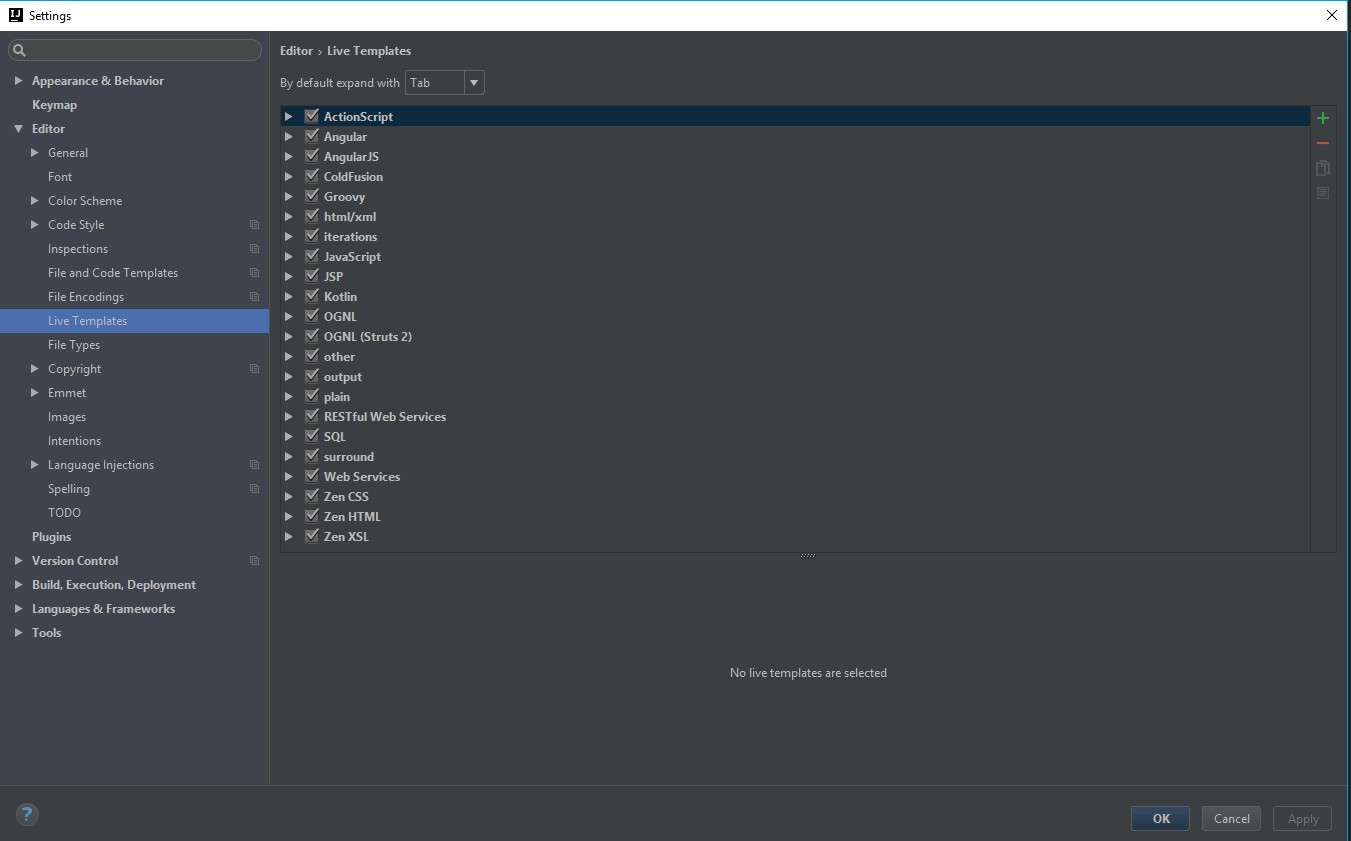 Settings
Appearance & Behavior
Keymap
Editor
General
Font
Color Scheme
Code Style
Inspections
File and Code Templates
File Encodings
Live Templates
File Types
Copyright
Emmet
Images
Intentions
Language Injections
Spelling
TODO
Plugins
Version Control
Build, Execution, Deployment
Languages & Frameworks
Tools
Editor › Live Templates
By default expand with Tab
ActionScript
Angular
AngularJS
ColdFusion
Groovy
html/xml
iterations
JavaScript
JSP
Kotlin
OGNL
OGNL (Struts 2)
other
output
plain
RESTful Web Services
SQL
surround
Web Services
Zen CSS
Zen HTML
Zen XSL
No live templates are selected
? OK Cancel Apply